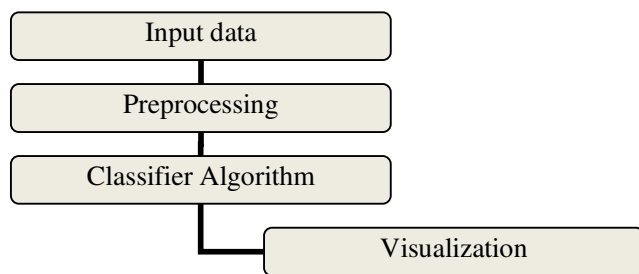 Input data
Preprocessing
Classifier Algorithm
Visualization